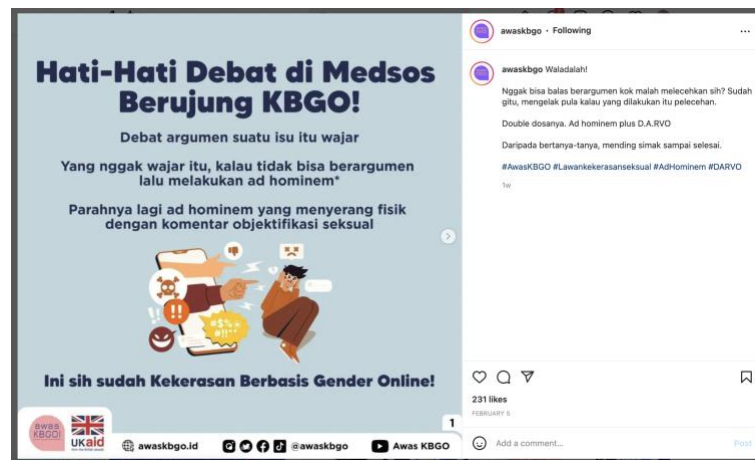 Hati-Hati Debat di Medsos
Berujung KBGO!
Debat argumen suatu isu itu wajar
Yang nggak wajar itu, kalau tidak bisa berargumen
lalu melakukan ad hominem*
Parahnya lagi ad hominem yang menyerang fisik
dengan komentar objektifikasi seksual
#$%*
#!!*
Ini sih sudah Kekerasan Berbasis Gender Online!
awas
KBGO!
UKaid
from the British people
awaskbgo.id
@awaskbgo
Awas KBGO
1
awaskbgo • Following
awaskbgo Waladalah!
Nggak bisa balas berargumen kok malah melecehkan sih? Sudah
gitu, mengelak pula kalau yang dilakukan itu pelecehan.
Double dosanya. Ad hominem plus D.A.RVO
Daripada bertanya-tanya, mending simak sampai selesai.
#AwasKBGO #Lawankekerasanseksual #AdHominem #DARVO
1w
231 likes
FEBRUARY 5
Add a comment...
Post